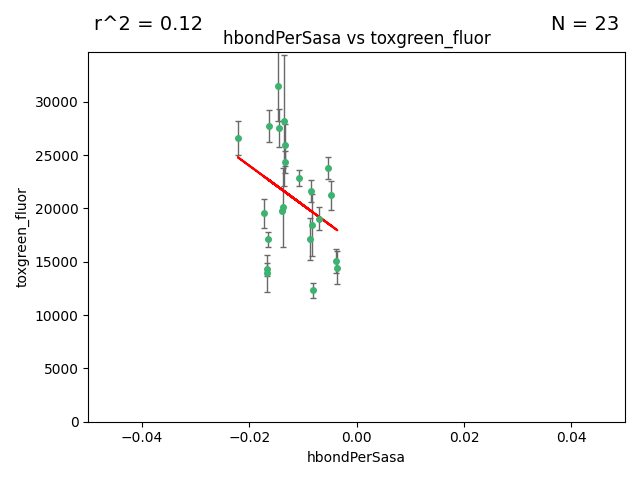 r^2 = 0.12
N = 23
hbondPerSasa vs toxgreen_fluor
30000
25000
20000
15000
10000
5000
0
toxgreen_fluor
−0.04
−0.02
0.00
0.02
0.04
hbondPerSasa